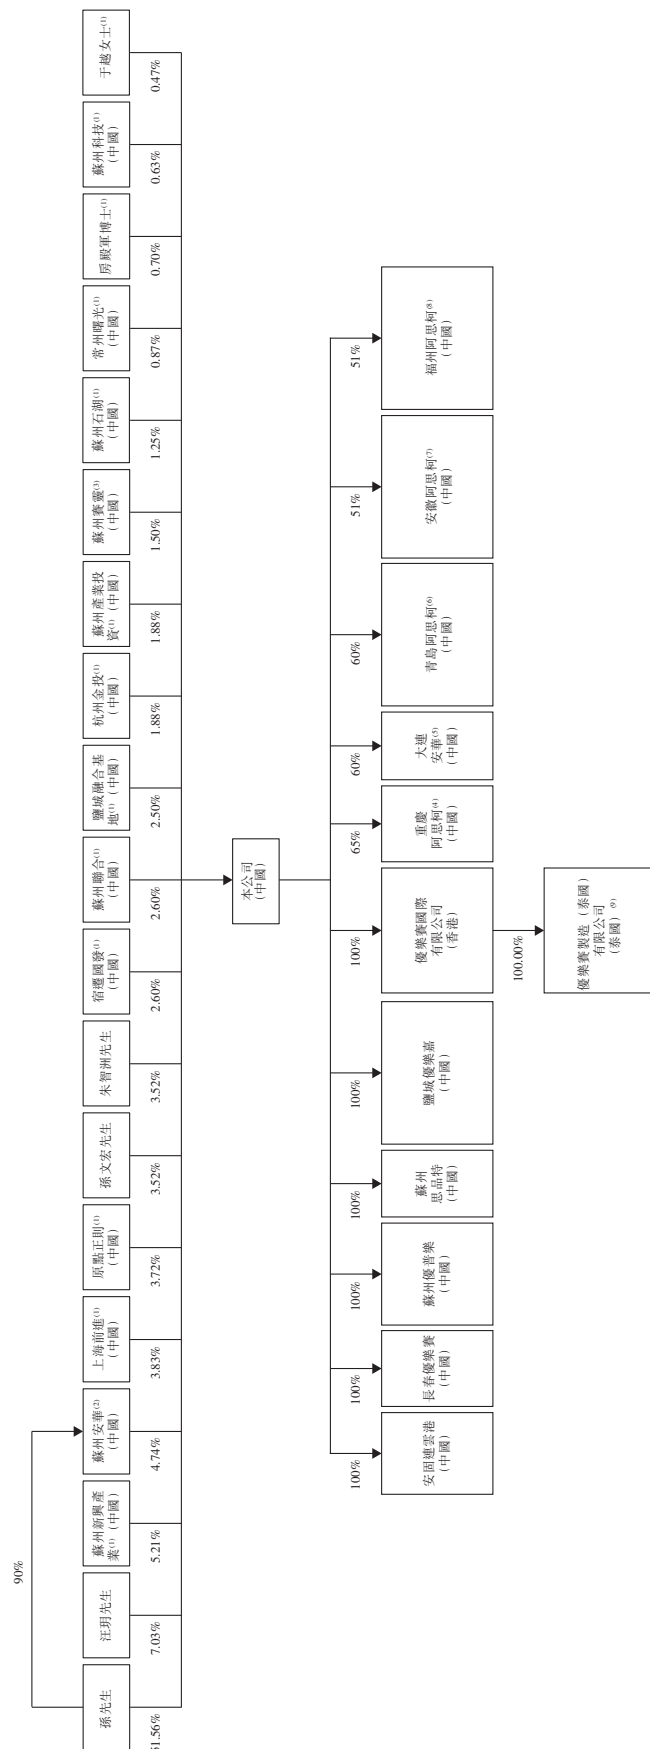 90%
孫先生
汪玥先生
蘇州新興產
業⁽¹⁾（中國）
蘇州安華⁽²⁾
（中國）
上海前進⁽¹⁾
（中國）
原點正則⁽¹⁾
（中國）
孫文宏先生
朱智洲先生
宿遷國發⁽¹⁾
（中國）
蘇州聯合⁽¹⁾
（中國）
鹽城融合基
地⁽¹⁾（中國）
杭州金投⁽¹⁾
（中國）
蘇州產業投
資⁽¹⁾（中國）
蘇州賽靈⁽³⁾
（中國）
蘇州石湖⁽¹⁾
（中國）
常州曙光⁽¹⁾
（中國）
房殿軍博士⁽¹⁾
蘇州科技⁽¹⁾
（中國）
于越女士⁽¹⁾
51.56%
7.03%
5.21%
4.74%
3.83%
3.72%
3.52%
3.52%
2.60%
2.60%
2.50%
1.88%
1.88%
1.50%
1.25%
0.87%
0.70%
0.63%
0.47%
本公司
（中國）
100%
100%
100%
100%
100%
100%
65%
60%
60%
51%
51%
安固連雲港
（中國）
長春優樂賽
（中國）
蘇州優普樂
（中國）
蘇州
思品特
（中國）
鹽城優樂嘉
（中國）
優樂賽國際
有限公司
（香港）
重慶
阿思柯⁽⁴⁾
（中國）
大連
安華⁽⁵⁾
（中國）
青島阿思柯⁽⁶⁾
（中國）
安徽阿思柯⁽⁷⁾
（中國）
福州阿思柯⁽⁸⁾
（中國）
100.00%
優樂賽製造（泰國）
有限公司
（泰國）⁽⁹⁾